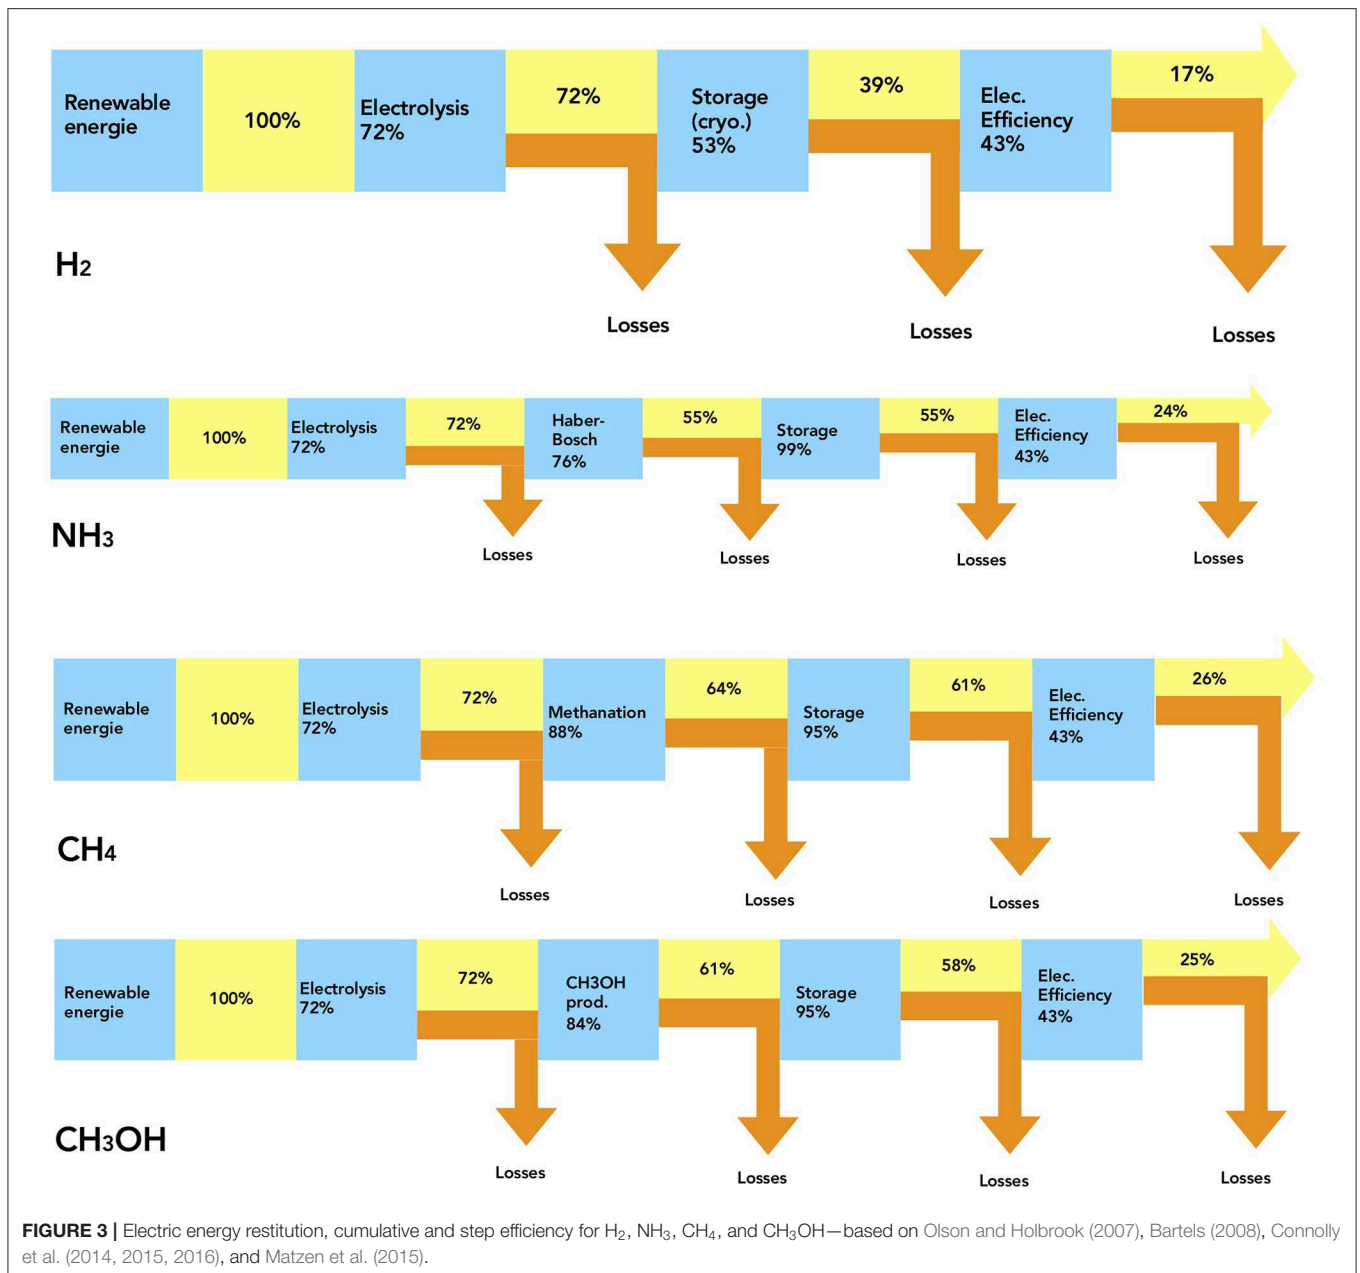 Renewable
energie
100%
Electrolysis
72%
72%
Storage
(cryo.)
53%
39%
Elec.
Efficiency
43%
17%
H2
Losses
Losses
Losses
Renewable
energie
100%
Electrolysis
72%
72%
Haber-
Bosch
76%
55%
Storage
99%
55%
Elec.
Efficiency
43%
24%
NH3
Losses
Losses
Losses
Losses
Renewable
energie
100%
Electrolysis
72%
72%
Methanation
88%
64%
Storage
95%
61%
Elec.
Efficiency
43%
26%
CH4
Losses
Losses
Losses
Losses
Renewable
energie
100%
Electrolysis
72%
72%
CH3OH
prod.
84%
61%
Storage
95%
58%
Elec.
Efficiency
43%
25%
CH3OH
Losses
Losses
Losses
Losses
FIGURE 3 | Electric energy restitution, cumulative and step efficiency for H2, NH3, CH4, and CH3OH—based on Olson and Holbrook (2007), Bartels (2008), Connolly
et al. (2014, 2015, 2016), and Matzen et al. (2015).